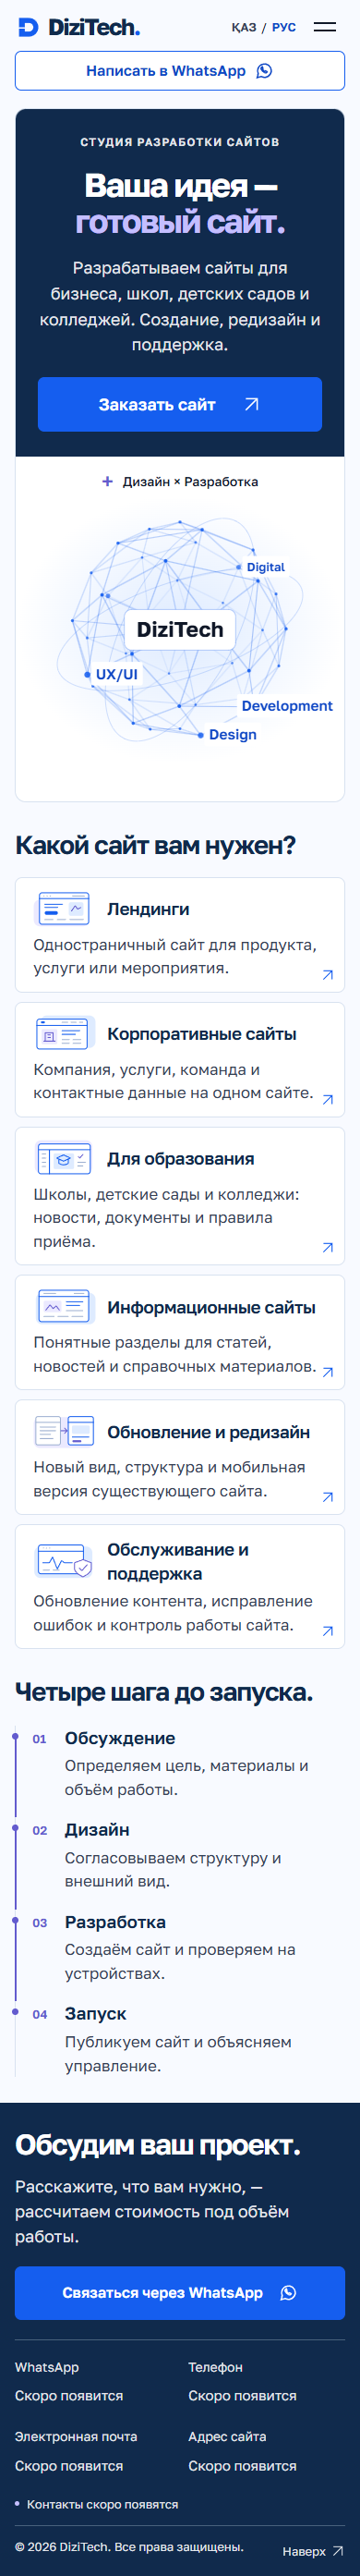 DiziTech.
ҚАЗ / РУС
Написать в WhatsApp
СТУДИЯ РАЗРАБОТКИ САЙТОВ
Ваша идея —
готовый сайт.
Разрабатываем сайты для
бизнеса, школ, детских садов и
колледжей. Создание, редизайн и
поддержка.
Заказать сайт
+ Дизайн × Разработка
Digital
DiziTech
UX/UI
Development
Design
Какой сайт вам нужен?
Лендинги
Одностраничный сайт для продукта,
услуги или мероприятия.
Корпоративные сайты
Компания, услуги, команда и
контактные данные на одном сайте.
Для образования
Школы, детские сады и колледжи:
новости, документы и правила
приёма.
Информационные сайты
Понятные разделы для статей,
новостей и справочных материалов.
Обновление и редизайн
Новый вид, структура и мобильная
версия существующего сайта.
Обслуживание и
поддержка
Обновление контента, исправление
ошибок и контроль работы сайта.
Четыре шага до запуска.
01 Обсуждение
Определяем цель, материалы и
объём работы.
02 Дизайн
Согласовываем структуру и
внешний вид.
03 Разработка
Создаём сайт и проверяем на
устройствах.
04 Запуск
Публикуем сайт и объясняем
управление.
Обсудим ваш проект.
Расскажите, что вам нужно, —
рассчитаем стоимость под объём
работы.
Связаться через WhatsApp
WhatsApp
Скоро появится
Телефон
Скоро появится
Электронная почта
Скоро появится
Адрес сайта
Скоро появится
• Контакты скоро появятся
© 2026 DiziTech. Все права защищены.
Наверх